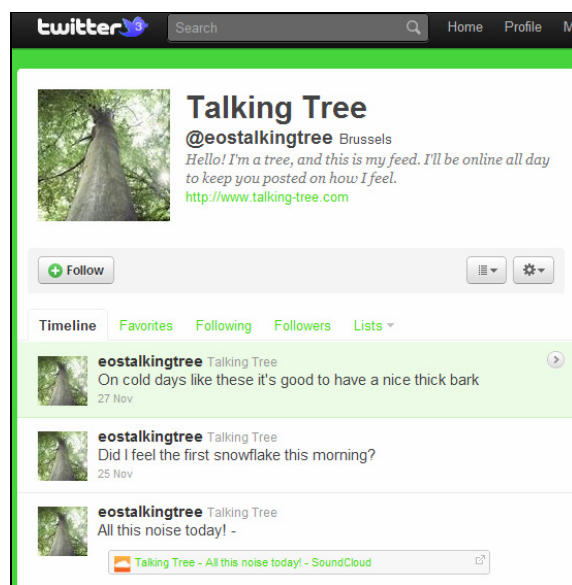 twitter 3
Search
Home Profile M
Talking Tree
@eostalkingtree Brussels
Hello! I'm a tree, and this is my feed. I'll be online all day
to keep you posted on how I feel.
http://www.talking-tree.com
Follow
Timeline Favorites Following Followers Lists
eostalkingtree Talking Tree
On cold days like these it's good to have a nice thick bark
27 Nov
eostalkingtree Talking Tree
Did I feel the first snowflake this morning?
25 Nov
eostalkingtree Talking Tree
All this noise today! -
Talking Tree - All this noise today! - SoundCloud